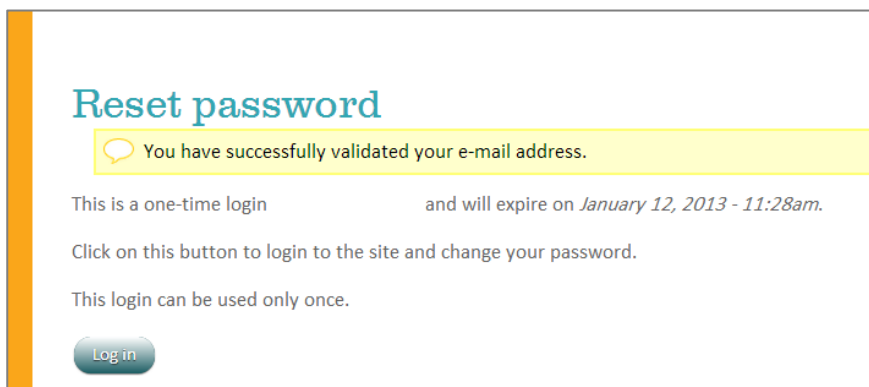 Reset password
You have successfully validated your e-mail address.
This is a one-time login and will expire on January 12, 2013 - 11:28am.
Click on this button to login to the site and change your password.
This login can be used only once.
Log in